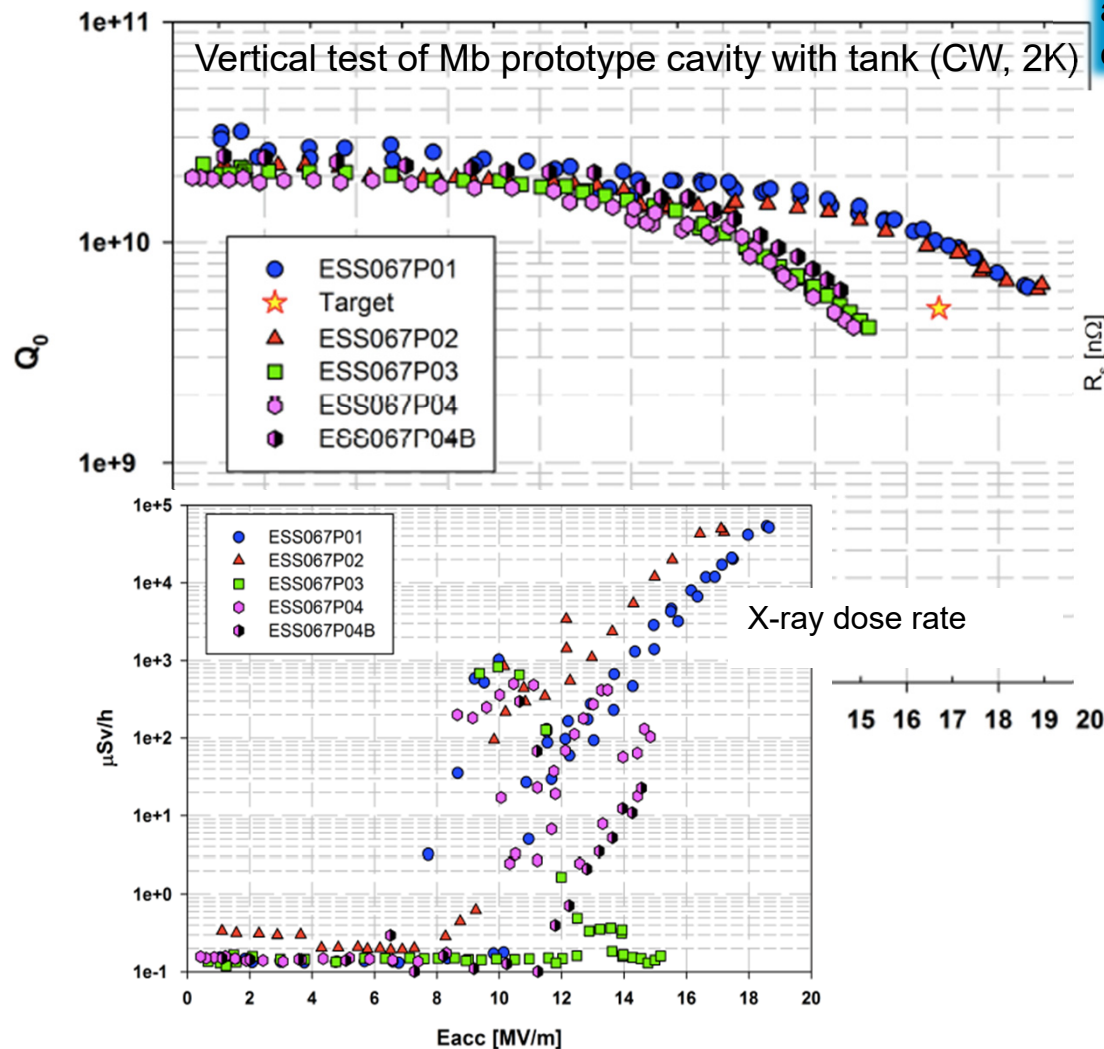 1e+11
Vertical test of Mb prototype cavity with tank (CW, 2K)
1e+10
ESS067P01
Target
ESS067P02
ESS067P03
ESS067P04
ESS067P04B
Q0
[nΩ]
1e+9
1e+5
ESS067P01
ESS067P02
ESS067P03
ESS067P04
ESS067P04B
1e+4
X-ray dose rate
1e+3
15 16 17 18 19 20
1e+2
µSv/h
1e+1
1e+0
1e-1
0 2 4 6 8 10 12 14 16 18 20
Eacc [MV/m]